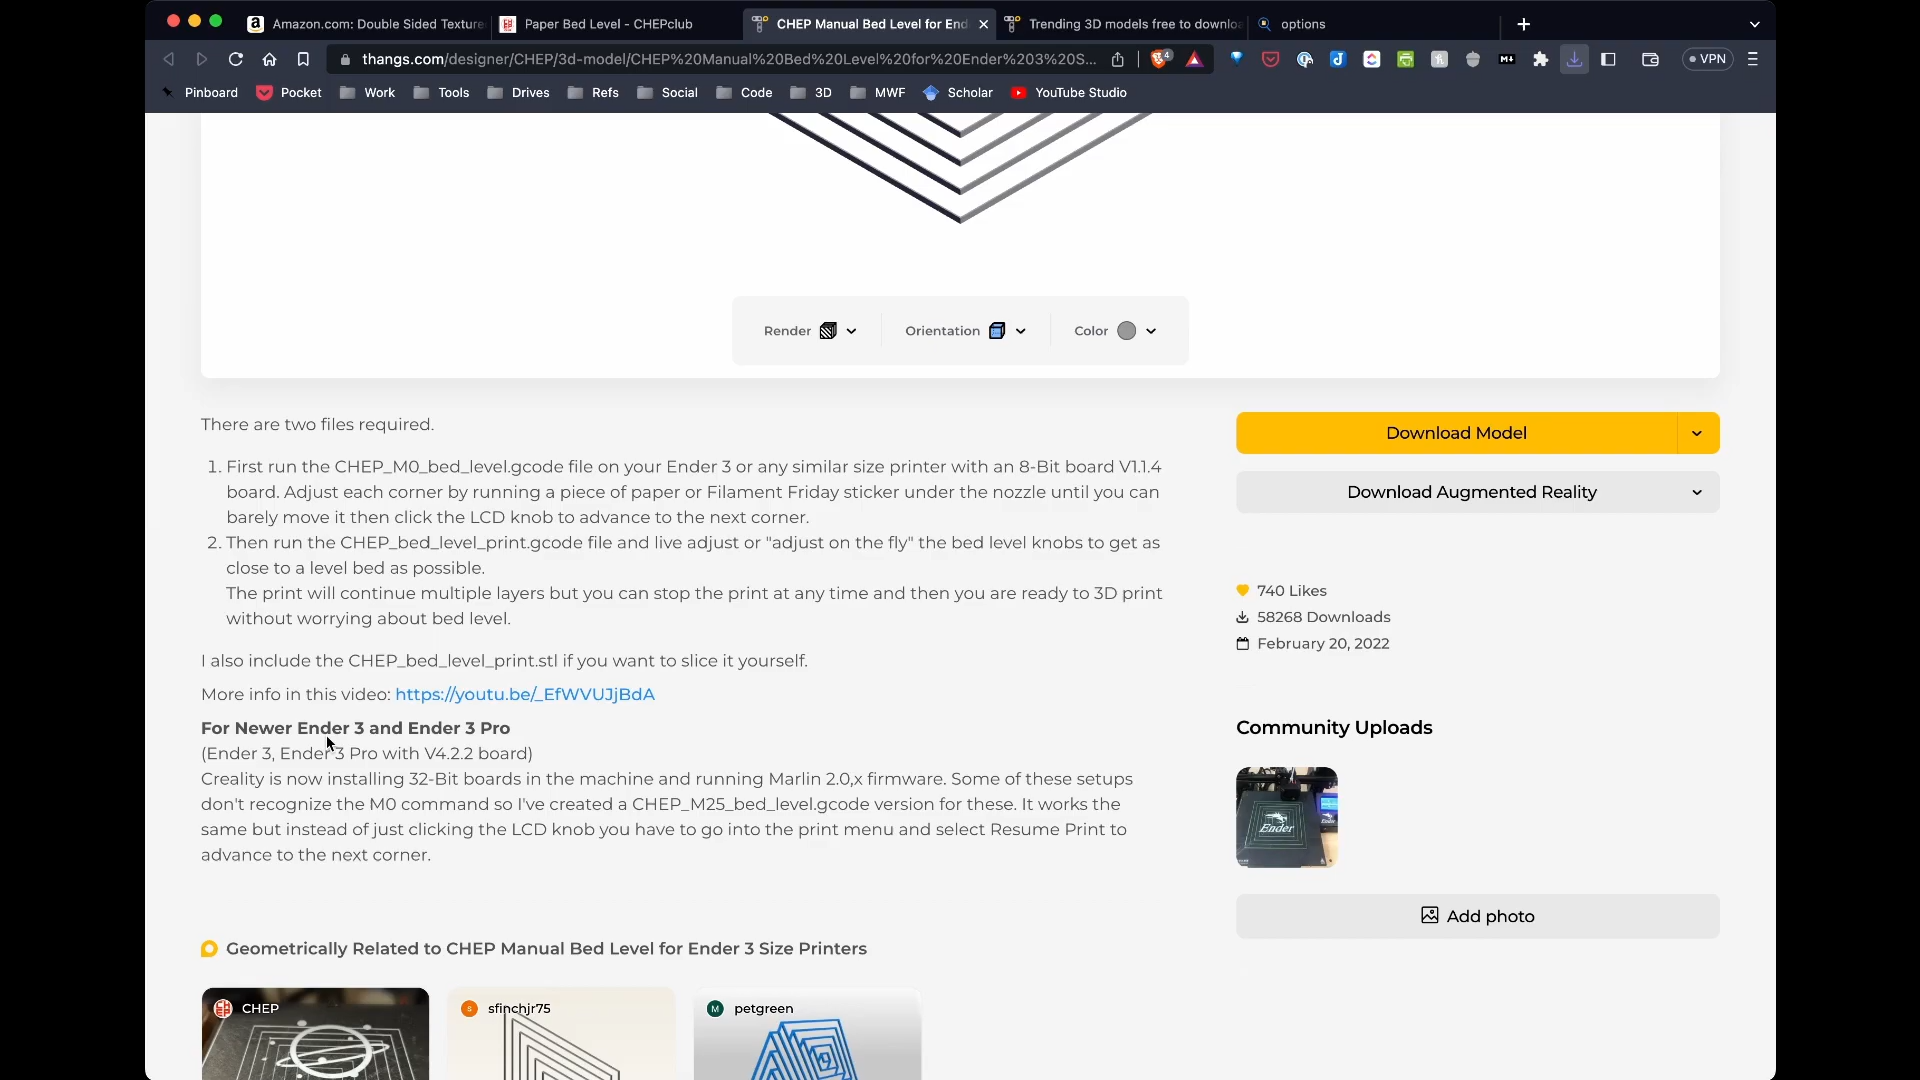 Amazon.com: Double Sided Texture
Paper Bed Level - CHEPclub
CHEP Manual Bed Level for End
Trending 3D models free to downlo
options
thangs.com/designer/CHEP/3d-model/CHEP%20Manual%20Bed%20Level%20for%20Ender%203%20S...
4
VPN
Pinboard
Pocket
Work
Tools
Drives
Refs
Social
Code
3D
MWF
Scholar
YouTube Studio
Render
Orientation
Color
There are two files required.
1. First run the CHEP_M0_bed_level.gcode file on your Ender 3 or any similar size printer with an 8-Bit board V1.1.4
board. Adjust each corner by running a piece of paper or Filament Friday sticker under the nozzle until you can
barely move it then click the LCD knob to advance to the next corner.
2. Then run the CHEP_bed_level_print.gcode file and live adjust or "adjust on the fly" the bed level knobs to get as
close to a level bed as possible.
The print will continue multiple layers but you can stop the print at any time and then you are ready to 3D print
without worrying about bed level.
I also include the CHEP_bed_level_print.stl if you want to slice it yourself.
More info in this video: https://youtu.be/_EfWVUJjBdA
For Newer Ender 3 and Ender 3 Pro
(Ender 3, Ender 3 Pro with V4.2.2 board)
Creality is now installing 32-Bit boards in the machine and running Marlin 2.0,x firmware. Some of these setups
don't recognize the M0 command so I've created a CHEP_M25_bed_level.gcode version for these. It works the
same but instead of just clicking the LCD knob you have to go into the print menu and select Resume Print to
advance to the next corner.
Download Model
Download Augmented Reality
740 Likes
58268 Downloads
February 20, 2022
Community Uploads
Ender
Add photo
Geometrically Related to CHEP Manual Bed Level for Ender 3 Size Printers
CHEP
S
sfinchjr75
M
petgreen